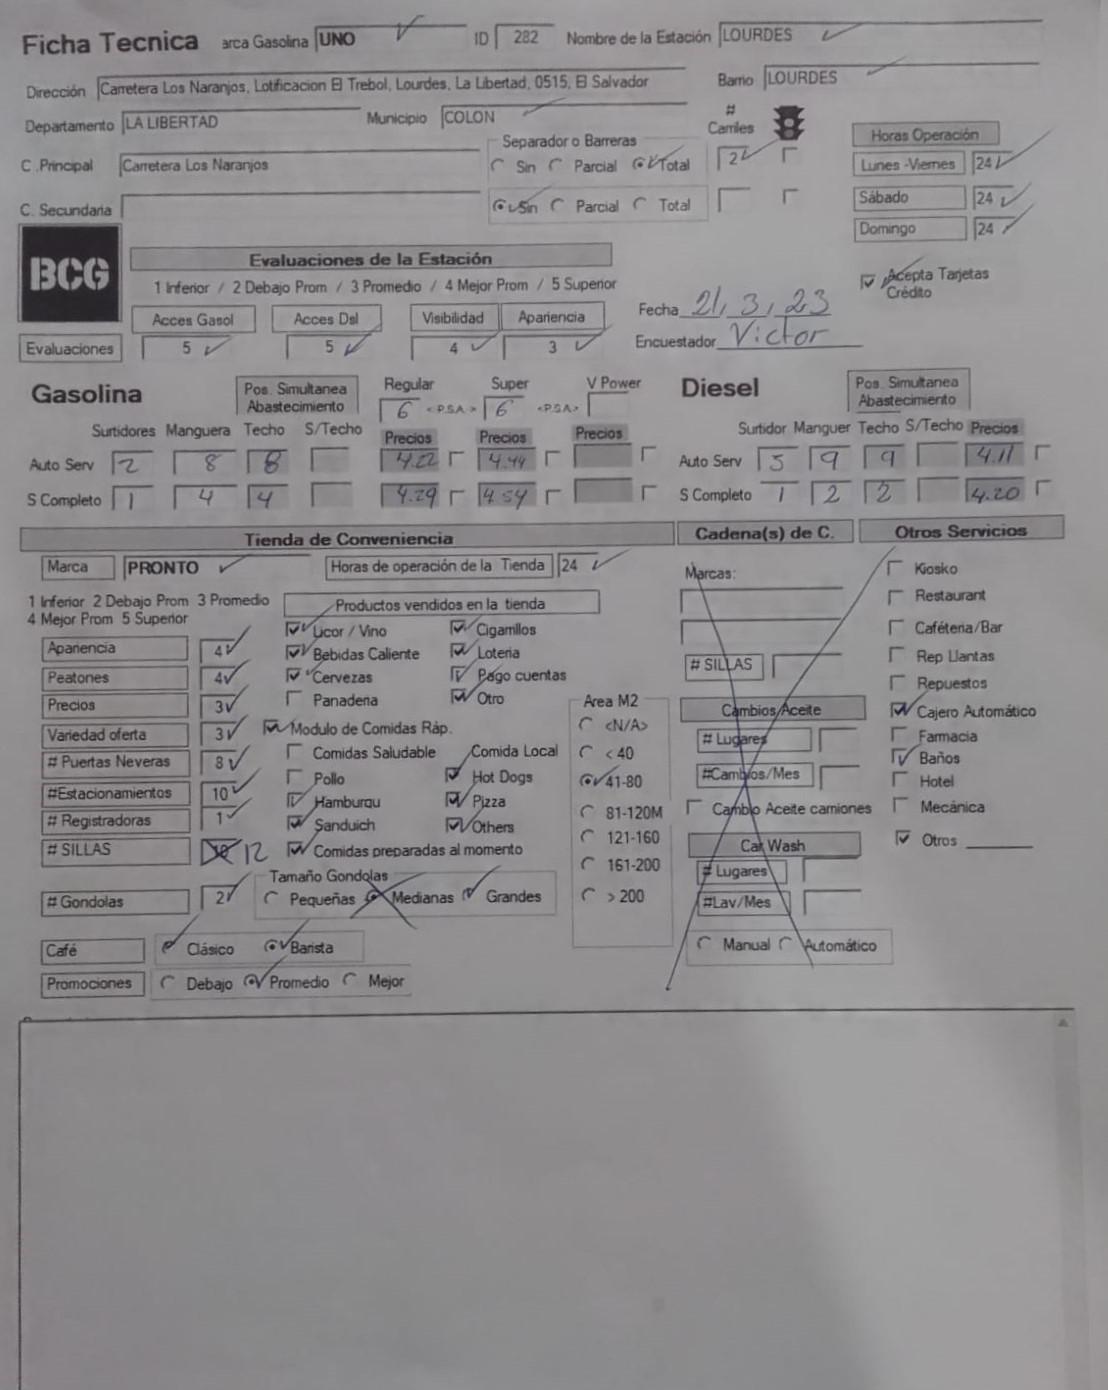 Ficha Tecnica arca Gasolina UNO ID 282 Nombre de la Estación LOURDES
Dirección Carretera Los Naranjos, Lotificacion El Trebol, Lourdes, La Libertad, 0515, El Salvador Barrio LOURDES
Departamento LA LIBERTAD Municipio COLON # Carriles
Separador o Barreras Horas Operación
C .Principal Carretera Los Naranjos Sin Parcial Total 2 Lunes -Viernes 24
C. Secundaria Sin Parcial Total Sábado 24
Domingo 24
BCG
Evaluaciones de la Estación
1 Inferior / 2 Debajo Prom / 3 Promedio / 4 Mejor Prom / 5 Superior
Acepta Tarjetas Crédito
Fecha 21, 3, 23
Acces Gasol Acces Dsl Visibilidad Apariencia
Encuestador Victor
Evaluaciones 5 5 4 3
Gasolina Pos. Simultanea Abastecimiento Regular Super V Power
6 <P.S.A.> 6 <P.S.A>
Surtidores Manguera Techo S/Techo Precios Precios Precios
Auto Serv 2 8 8 4.22 4.44
S Completo 1 4 4 4.29 4.54
Diesel Pos. Simultanea Abastecimiento
Surtidor Manguer Techo S/Techo Precios
Auto Serv 3 9 9 4.11
S Completo 1 2 2 4.20
Tienda de Conveniencia
Marca PRONTO Horas de operación de la Tienda 24
1 Inferior 2 Debajo Prom 3 Promedio
4 Mejor Prom 5 Superior
Apariencia 4
Peatones 4
Precios 3
Variedad oferta 3
# Puertas Neveras 8
#Estacionamientos 10
# Registradoras 1
# SILLAS 12
# Gondolas 2
Productos vendidos en la tienda
Licor / Vino Cigarrillos
Bebidas Caliente Loteria
Cervezas Pago cuentas
Panaderia Otro
Modulo de Comidas Ráp.
Comidas Saludable Comida Local
Pollo Hot Dogs
Hamburqu Pizza
Sanduich Others
Comidas preparadas al momento
Tamaño Gondolas
Pequeñas Medianas Grandes
Area M2
<N/A>
< 40
41-80
81-120M
121-160
161-200
> 200
Café Clásico Barista
Promociones Debajo Promedio Mejor
Cadena(s) de C.
Marcas:
# SILLAS
Cambios Aceite
# Lugares
#Cambios/Mes
Cambio Aceite camiones
Car Wash
# Lugares
#Lav/Mes
Manual Automático
Otros Servicios
Kiosko
Restaurant
Caféteria/Bar
Rep Llantas
Repuestos
Cajero Automático
Farmacia
Baños
Hotel
Mecánica
Otros